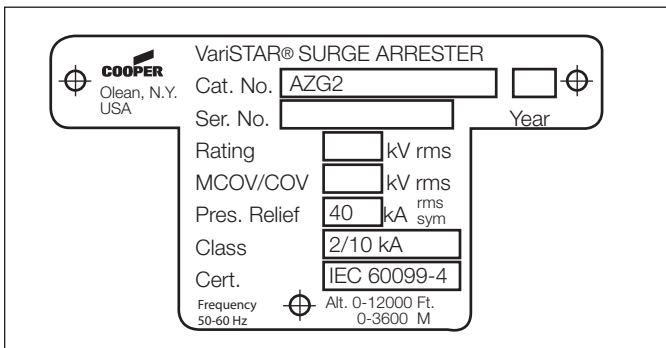 COOPER
Olean, N.Y.
USA
VariSTAR® SURGE ARRESTER
Cat. No. AZG2
Ser. No.
Year
Rating kV rms
MCOV/COV kV rms
Pres. Relief 40 kA rms sym
Class 2/10 kA
Cert. IEC 60099-4
Frequency
50-60 Hz
Alt. 0-12000 Ft.
0-3600 M